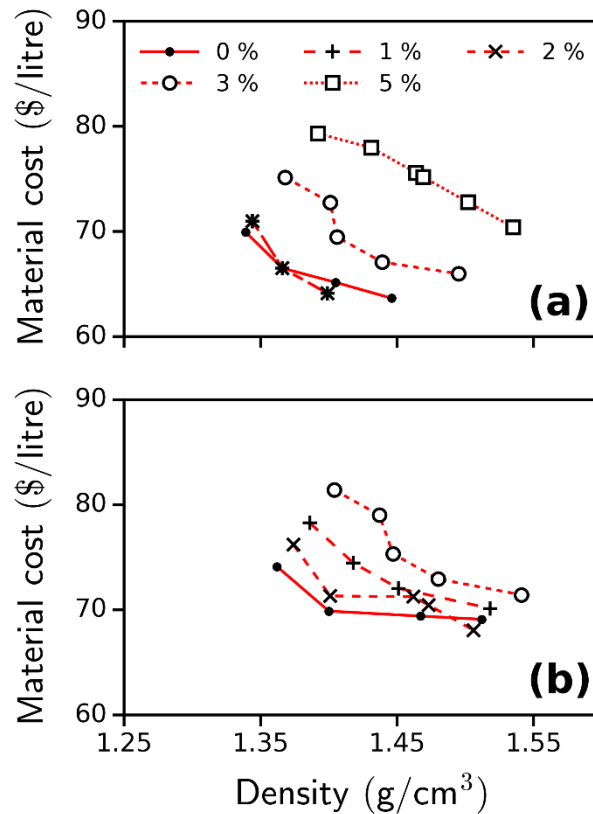 90
80
70
60
Material cost ($/litre)
0 % 1 % 2 %
3 % 5 %
(a)
90
80
70
60
Material cost ($/litre)
(b)
1.25 1.35 1.45 1.55
Density (g/cm³)